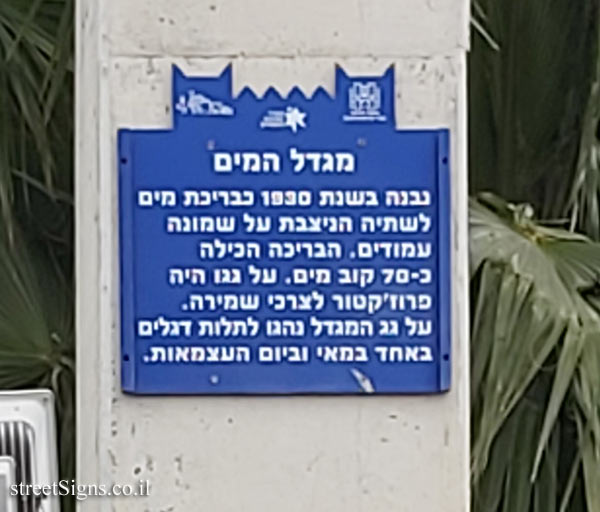 מגדל המים
נבנה בשנת 1930 כבריכת מים
לשתיה הניצבת על שמונה
עמודים. הבריכה הכילה
כ-70 קוב מים. על גגו היה
פרוז'קטור לצרכי שמירה.
על גג המגדל נהגו לתלות דגלים
באחד במאי וביום העצמאות.
streetSigns.co.il